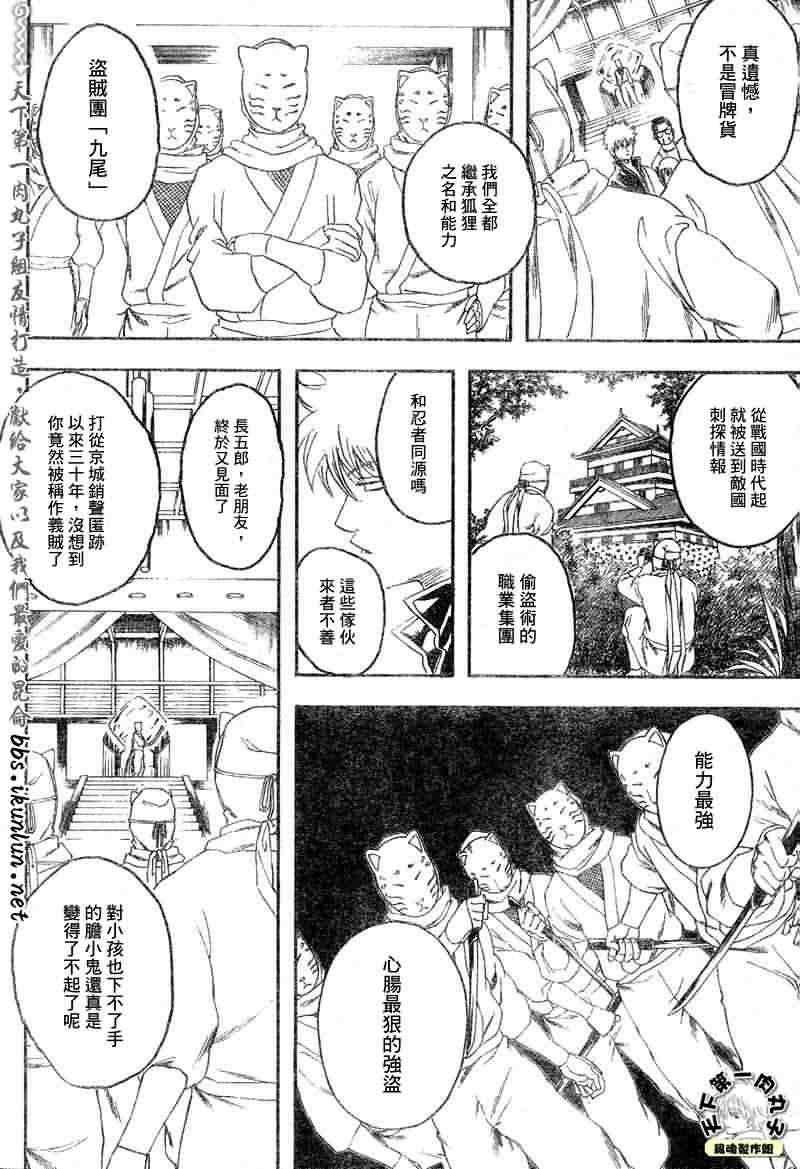 真遺憾，
不是冒牌貨
我們全都
繼承狐狸
之名和能力
盜賊團「九尾」
從戰國時代起
就被送到敵國
刺探情報
偷盜術的
職業集團
和忍者同源嗎
這些傢伙
來者不善
長五郎，老朋友，
終於又見面了
打從京城銷聲匿跡
以來三十年，沒想到
你竟然被稱作義賊了
能力最強
心腸最狠的強盜
對小孩也下不了手
的膽小鬼還真是
變得了不起了呢
天下第一肉丸子組友情打造，獻給大家以及我們最愛的昆侖 bbs.ikunlun.net
天下第一肉丸子